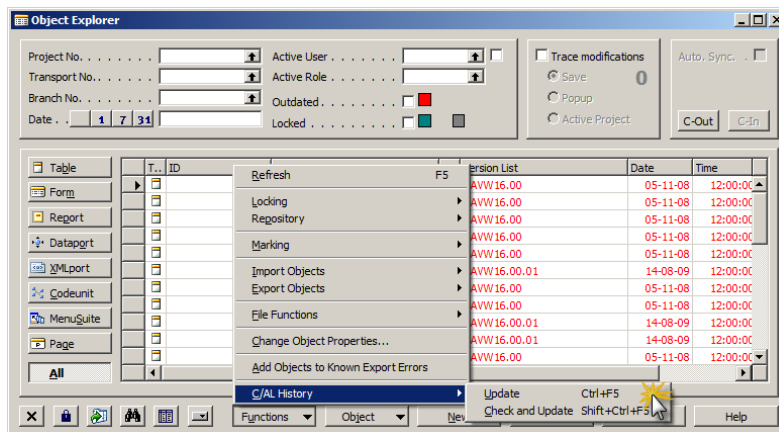 Object Explorer
Project No. . . . . . . .
Active User . . . . . . .
Trace modifications
Auto. Sync. . .
Transport No. . . . . . .
Active Role . . . . . . . .
Save
0
Branch No. . . . . . . .
Outdated . . . . . . . .
Popup
Date . . 1 7 31
Locked . . . . . . . . .
Active Project
C-Out C-In
Table
Form
Report
Dataport
XMLport
Codeunit
MenuSuite
Page
All
T.. ID Version List Date Time
AVW16.00 05-11-08 12:00:00
AVW16.00 05-11-08 12:00:00
AVW16.00 05-11-08 12:00:00
AVW16.00 05-11-08 12:00:00
AVW16.00 05-11-08 12:00:00
AVW16.00.01 14-08-09 12:00:00
AVW16.00 05-11-08 12:00:00
AVW16.00 05-11-08 12:00:00
AVW16.00.01 14-08-09 12:00:00
AVW16.00.01 14-08-09 12:00:00
AVW16.00 05-11-08 12:00:00
Refresh F5
Locking
Repository
Marking
Import Objects
Export Objects
File Functions
Change Object Properties...
Add Objects to Known Export Errors
C/AL History
Update Ctrl+F5
Check and Update Shift+Ctrl+F5
Functions Object Help